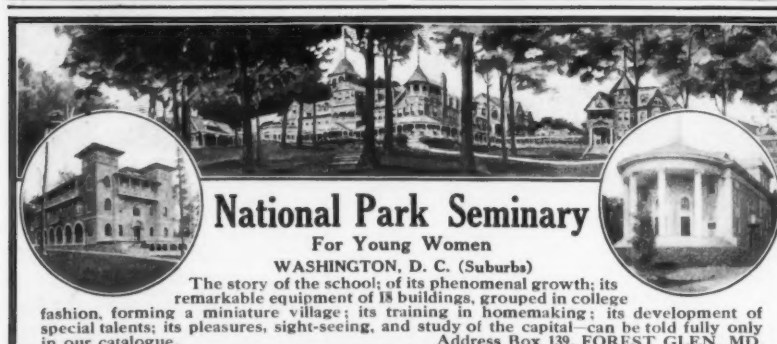 National Park Seminary
For Young Women
WASHINGTON, D. C. (Suburbs)
The story of the school; of its phenomenal growth; its
remarkable equipment of 18 buildings, grouped in college
fashion, forming a miniature village; its training in homemaking; its development of
special talents; its pleasures, sight-seeing, and study of the capital—can be told fully only
in our catalogue. Address Box 139, FOREST GLEN, MD.